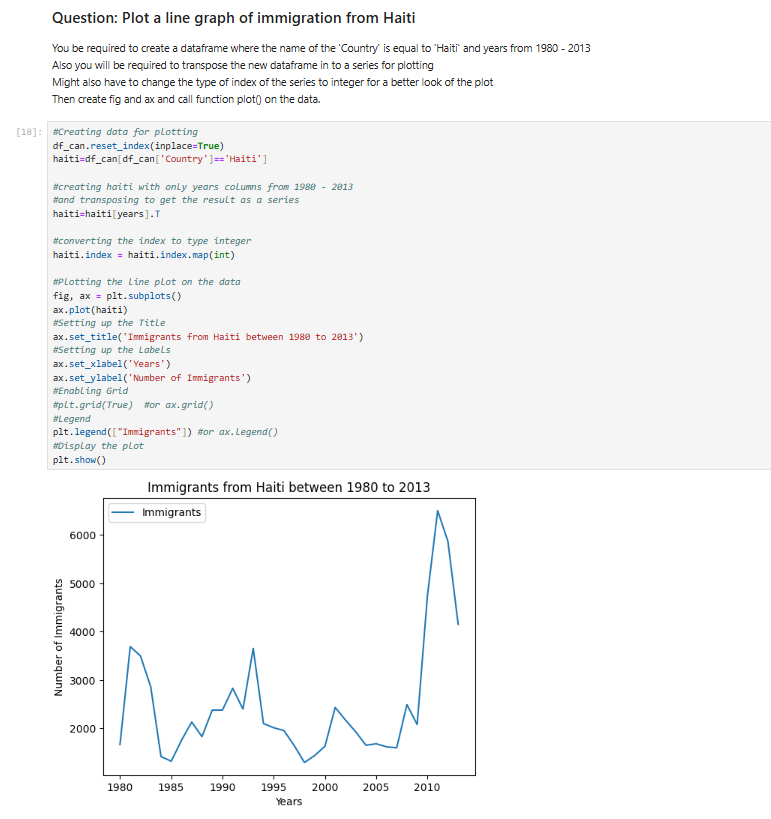 Question: Plot a line graph of immigration from Haiti
You be required to create a dataframe where the name of the 'Country' is equal to 'Haiti' and years from 1980 - 2013
Also you will be required to transpose the new dataframe in to a series for plotting
Might also have to change the type of index of the series to integer for a better look of the plot
Then create fig and ax and call function plot() on the data.
[18]: #Creating data for plotting
df_can.reset_index(inplace=True)
haiti=df_can[df_can['Country']=='Haiti']
#creating haiti with only years columns from 1980 - 2013
#and transposing to get the result as a series
haiti=haiti[years].T
#converting the index to type integer
haiti.index = haiti.index.map(int)
#Plotting the line plot on the data
fig, ax = plt.subplots()
ax.plot(haiti)
#Setting up the Title
ax.set_title('Immigrants from Haiti between 1980 to 2013')
#Setting up the Labels
ax.set_xlabel('Years')
ax.set_ylabel('Number of Immigrants')
#Enabling Grid
#plt.grid(True)  #or ax.grid()
#Legend
plt.legend(["Immigrants"]) #or ax.legend()
#Display the plot
plt.show()
Immigrants from Haiti between 1980 to 2013
Immigrants
6000
5000
4000
3000
2000
Number of Immigrants
1980 1985 1990 1995 2000 2005 2010
Years